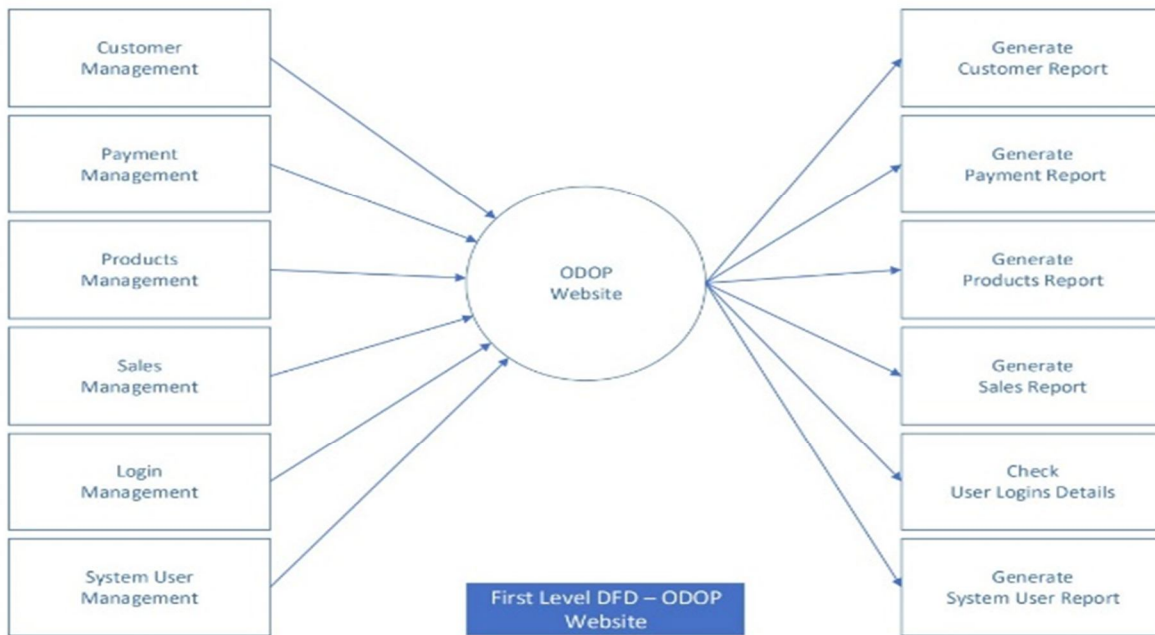 Customer
Management
Payment
Management
Products
Management
Sales
Management
Login
Management
System User
Management
ODOP
Website
First Level DFD – ODOP
Website
Generate
Customer Report
Generate
Payment Report
Generate
Products Report
Generate
Sales Report
Check
User Logins Details
Generate
System User Report